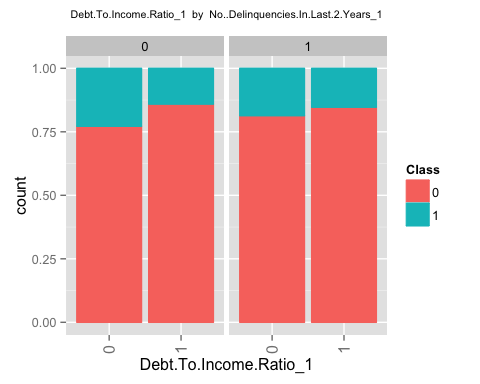 Debt.To.Income.Ratio_1 by No..Delinquencies.In.Last.2.Years_1
0 1
1.00
0.75
0.50
0.25
0.00
count
0 1 0 1
Debt.To.Income.Ratio_1
Class
0
1